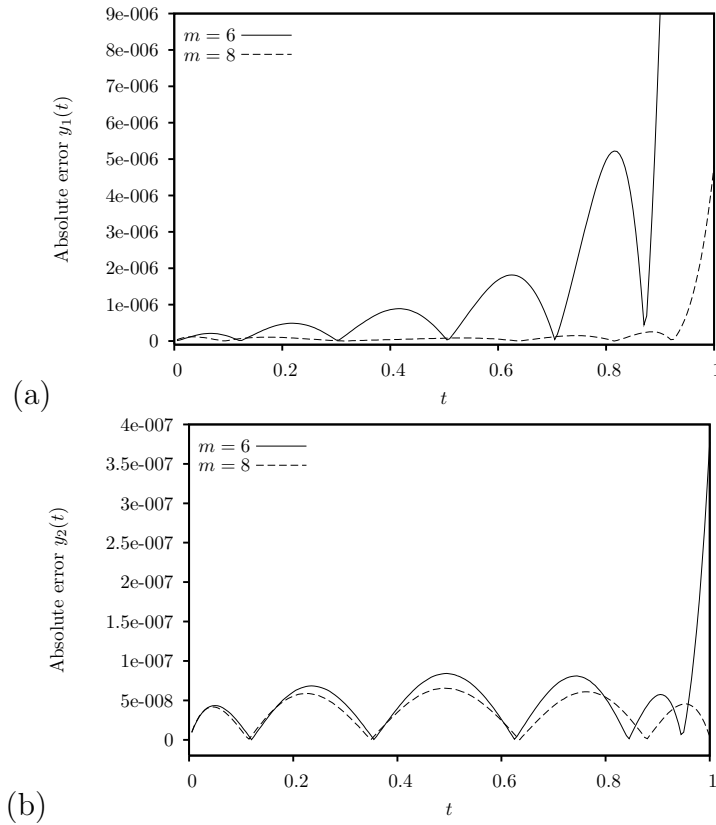 9e-006
8e-006
7e-006
6e-006
5e-006
4e-006
3e-006
2e-006
1e-006
0
Absolute error y₁(t)
m = 6
m = 8
0 0.2 0.4 0.6 0.8 1
t
(a)
4e-007
3.5e-007
3e-007
2.5e-007
2e-007
1.5e-007
1e-007
5e-008
0
Absolute error y₂(t)
m = 6
m = 8
0 0.2 0.4 0.6 0.8 1
t
(b)